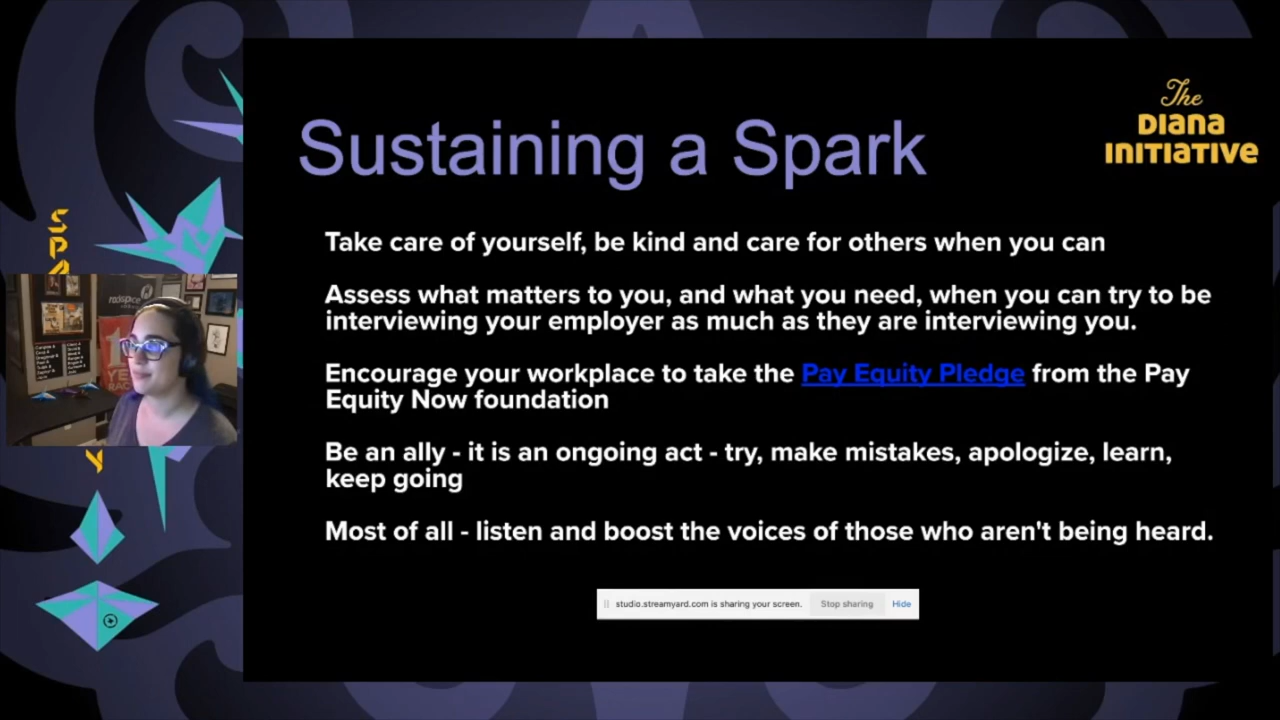 The
DIANA
INITIATIVE
Sustaining a Spark
Take care of yourself, be kind and care for others when you can
Assess what matters to you, and what you need, when you can try to be
interviewing your employer as much as they are interviewing you.
Encourage your workplace to take the Pay Equity Pledge from the Pay
Equity Now foundation
Be an ally - it is an ongoing act - try, make mistakes, apologize, learn,
keep going
Most of all - listen and boost the voices of those who aren't being heard.
studio.streamyard.com is sharing your screen. Stop sharing Hide
SPA
Y
rackspace